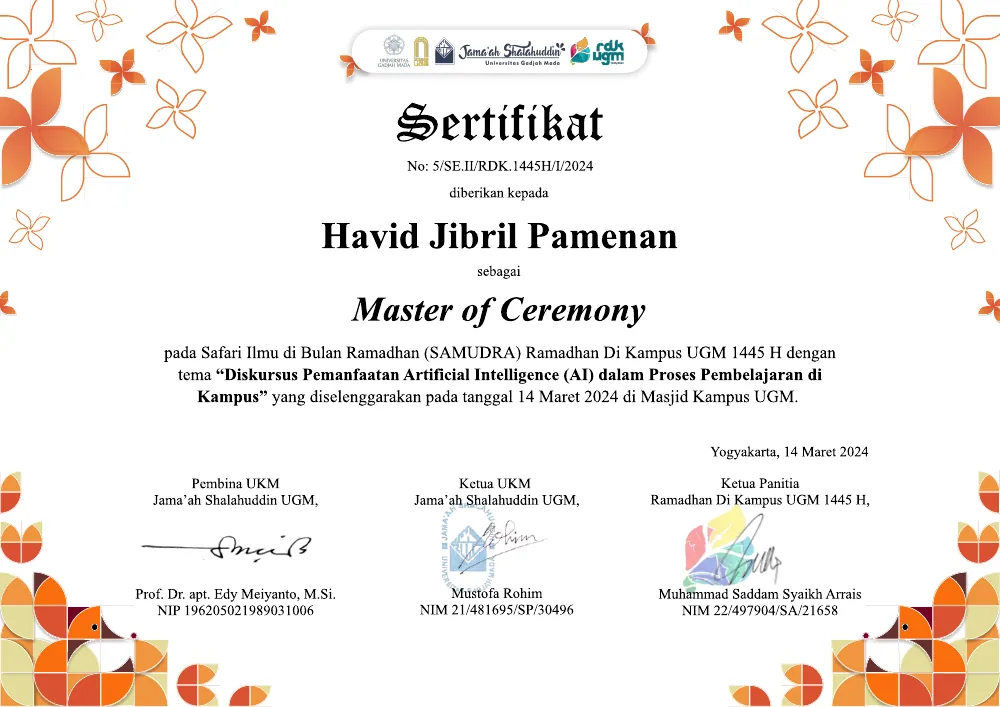 UNIVERSITAS
GADJAH MADA
Jama'ah Shalahuddin
Universitas Gadjah Mada
rdk
ugm
Sertifikat
No: 5/SE.II/RDK.1445H/I/2024
diberikan kepada
Havid Jibril Pamenan
sebagai
Master of Ceremony
pada Safari Ilmu di Bulan Ramadhan (SAMUDRA) Ramadhan Di Kampus UGM 1445 H dengan
tema “Diskursus Pemanfaatan Artificial Intelligence (AI) dalam Proses Pembelajaran di
Kampus” yang diselenggarakan pada tanggal 14 Maret 2024 di Masjid Kampus UGM.
Yogyakarta, 14 Maret 2024
Pembina UKM
Jama’ah Shalahuddin UGM,
Prof. Dr. apt. Edy Meiyanto, M.Si.
NIP 196205021989031006
Ketua UKM
Jama’ah Shalahuddin UGM,
Mustofa Rohim
NIM 21/481695/SP/30496
Ketua Panitia
Ramadhan Di Kampus UGM 1445 H,
Muhammad Saddam Syaikh Arrais
NIM 22/497904/SA/21658